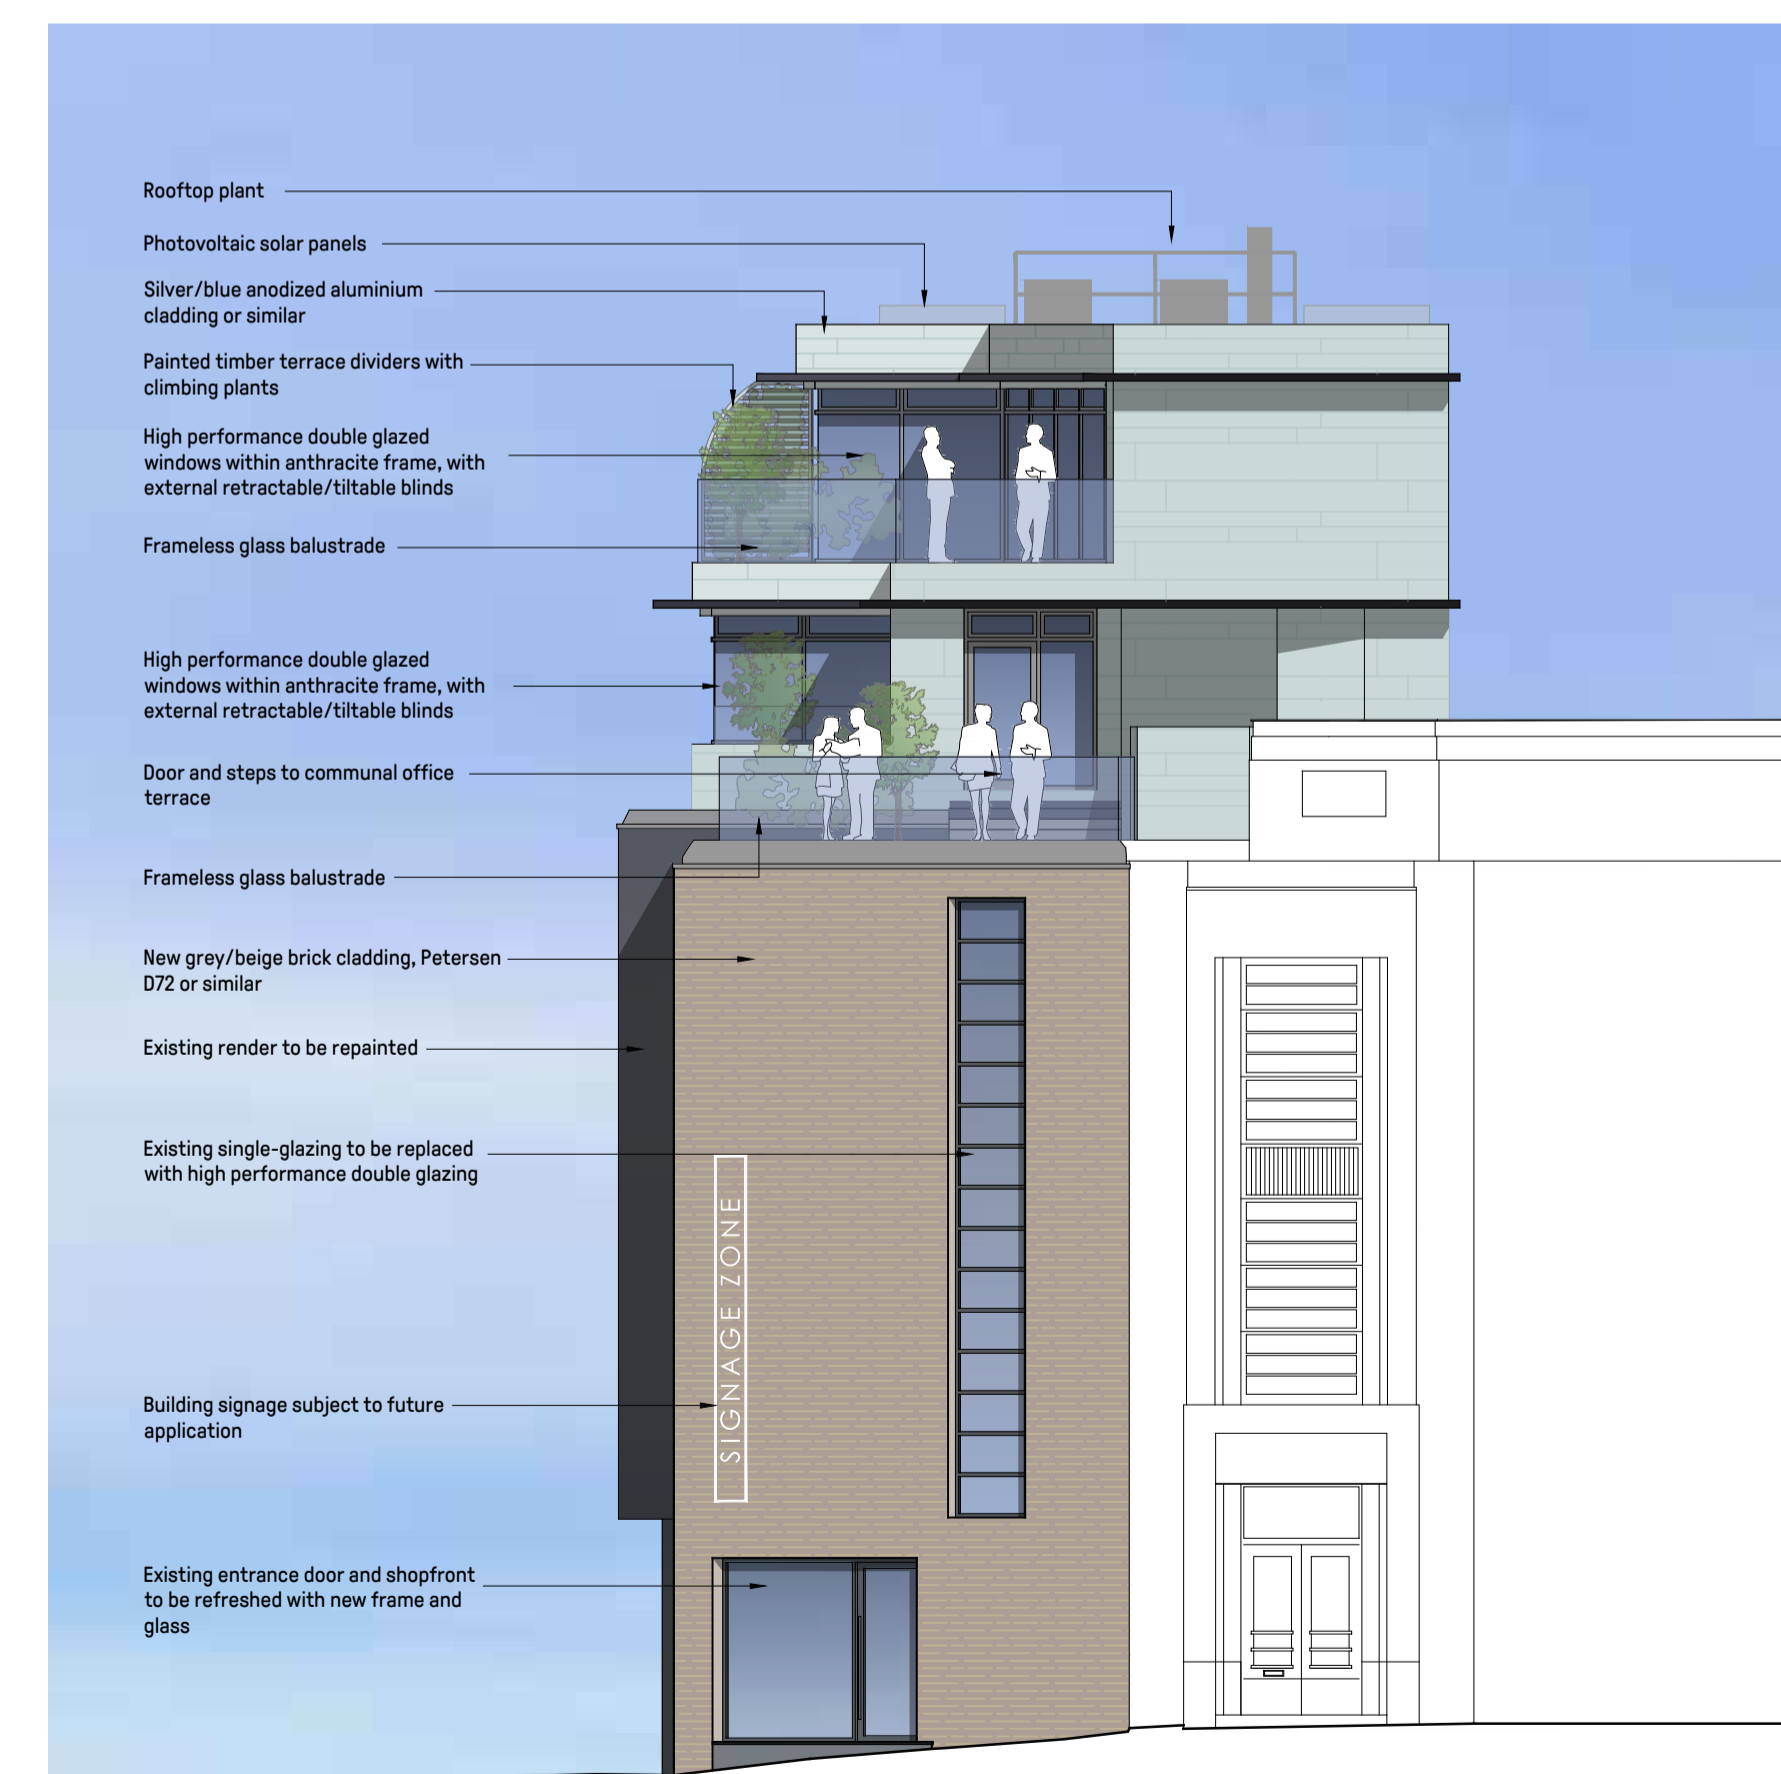 Rooftop plant
Photovoltaic solar panels
Silver/blue anodized aluminium
cladding or similar
Painted timber terrace dividers with
climbing plants
High performance double glazed
windows within anthracite frame, with
external retractable/tiltable blinds
Frameless glass balustrade
High performance double glazed
windows within anthracite frame, with
external retractable/tiltable blinds
Door and steps to communal office
terrace
Frameless glass balustrade
New grey/beige brick cladding, Petersen
D72 or similar
Existing render to be repainted
Existing single-glazing to be replaced
with high performance double glazing
SIGNAGE ZONE
Building signage subject to future
application
Existing entrance door and shopfront
to be refreshed with new frame and
glass